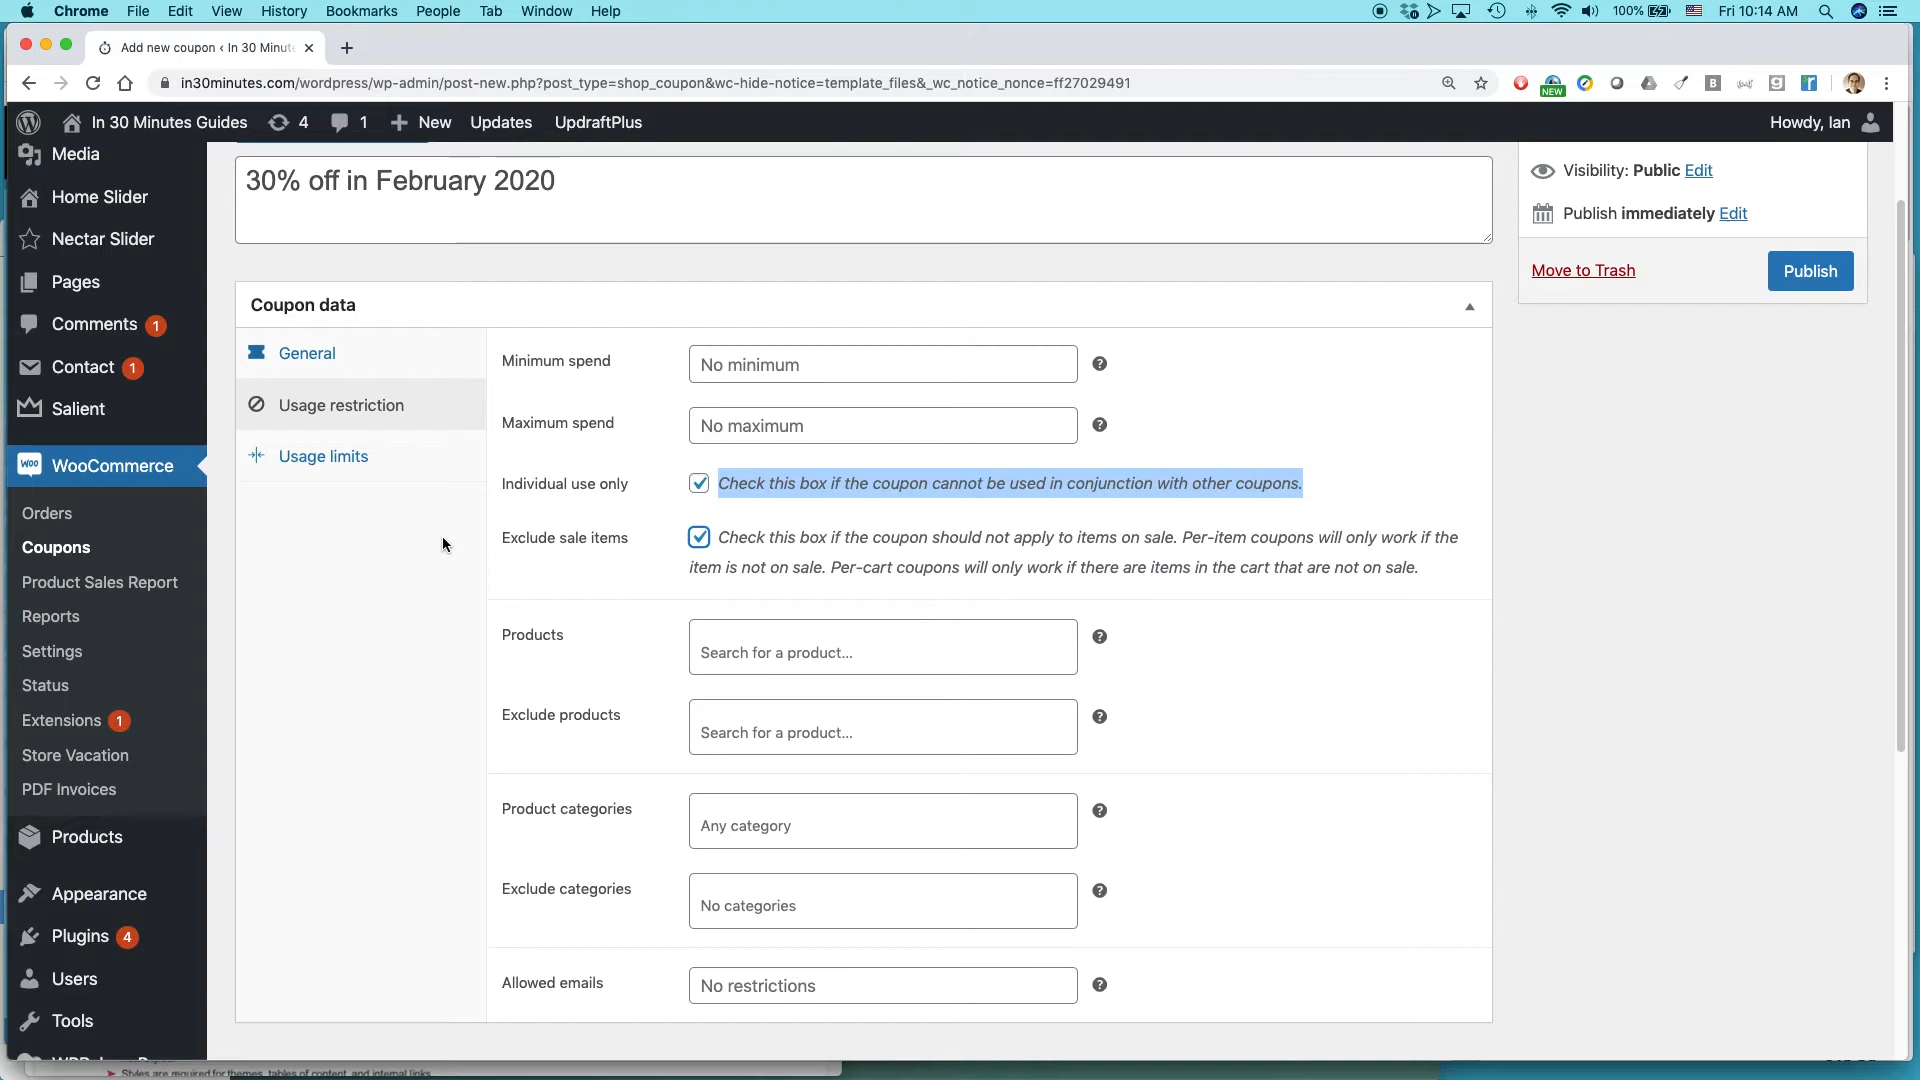 Chrome File Edit View History Bookmarks People Tab Window Help 100% Fri 10:14 AM
Add new coupon ‹ In 30 Minute
in30minutes.com/wordpress/wp-admin/post-new.php?post_type=shop_coupon&wc-hide-notice=template_files&_wc_notice_nonce=ff27029491
NEW
In 30 Minutes Guides 4 1 New Updates UpdraftPlus Howdy, Ian
Media
Home Slider
Nectar Slider
Pages
Comments 1
Contact 1
Salient
WooCommerce
Orders
Coupons
Product Sales Report
Reports
Settings
Status
Extensions 1
Store Vacation
PDF Invoices
Products
Appearance
Plugins 4
Users
Tools
30% off in February 2020
Coupon data
General
Usage restriction
Usage limits
Minimum spend No minimum
Maximum spend No maximum
Individual use only Check this box if the coupon cannot be used in conjunction with other coupons.
Exclude sale items Check this box if the coupon should not apply to items on sale. Per-item coupons will only work if the
item is not on sale. Per-cart coupons will only work if there are items in the cart that are not on sale.
Products Search for a product...
Exclude products Search for a product...
Product categories Any category
Exclude categories No categories
Allowed emails No restrictions
Visibility: Public Edit
Publish immediately Edit
Move to Trash Publish
Styles are required for themes, tables of content, and internal links